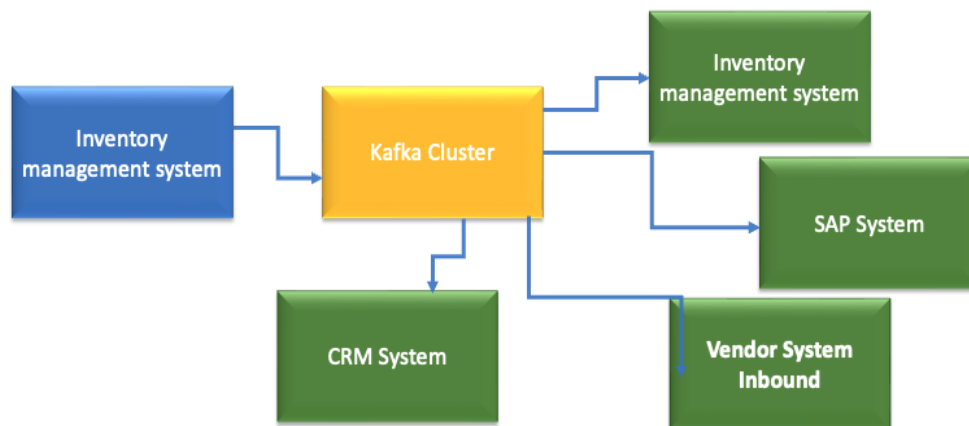 Inventory
management system
Inventory
management system
Kafka Cluster
SAP System
CRM System
Vendor System
Inbound